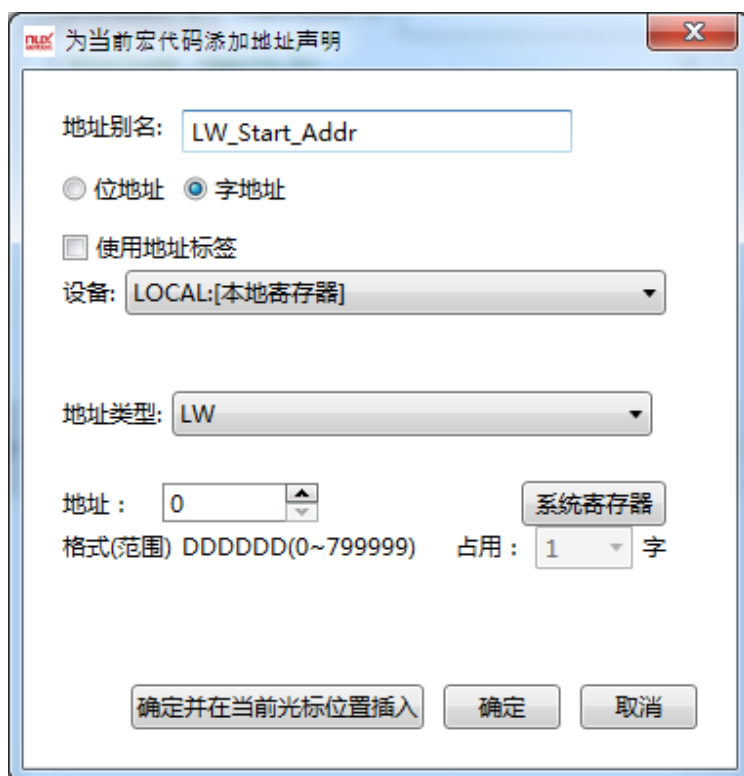 为当前宏代码添加地址声明
地址别名: LW_Start_Addr
位地址 字地址
使用地址标签
设备: LOCAL:[本地寄存器]
地址类型: LW
地址： 0 系统寄存器
格式(范围) DDDDDD(0~799999) 占用： 1 字
确定并在当前光标位置插入 确定 取消